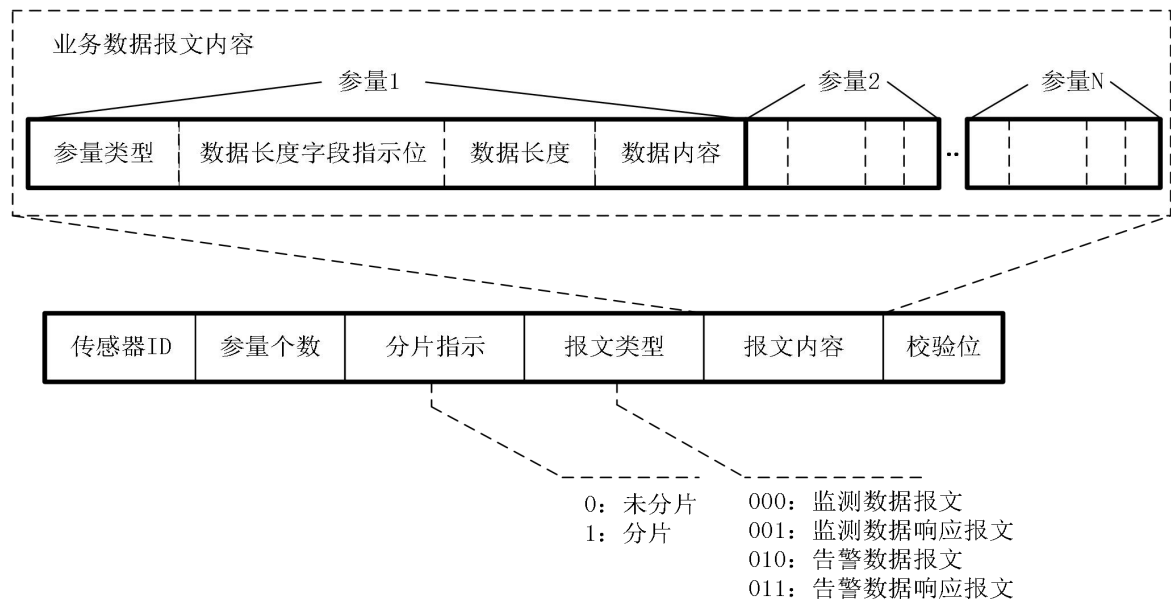 业务数据报文内容
参量1 参量2 参量N
参量类型 数据长度字段指示位 数据长度 数据内容 ..
传感器ID 参量个数 分片指示 报文类型 报文内容 校验位
0: 未分片 000: 监测数据报文
1: 分片 001: 监测数据响应报文
010: 告警数据报文
011: 告警数据响应报文